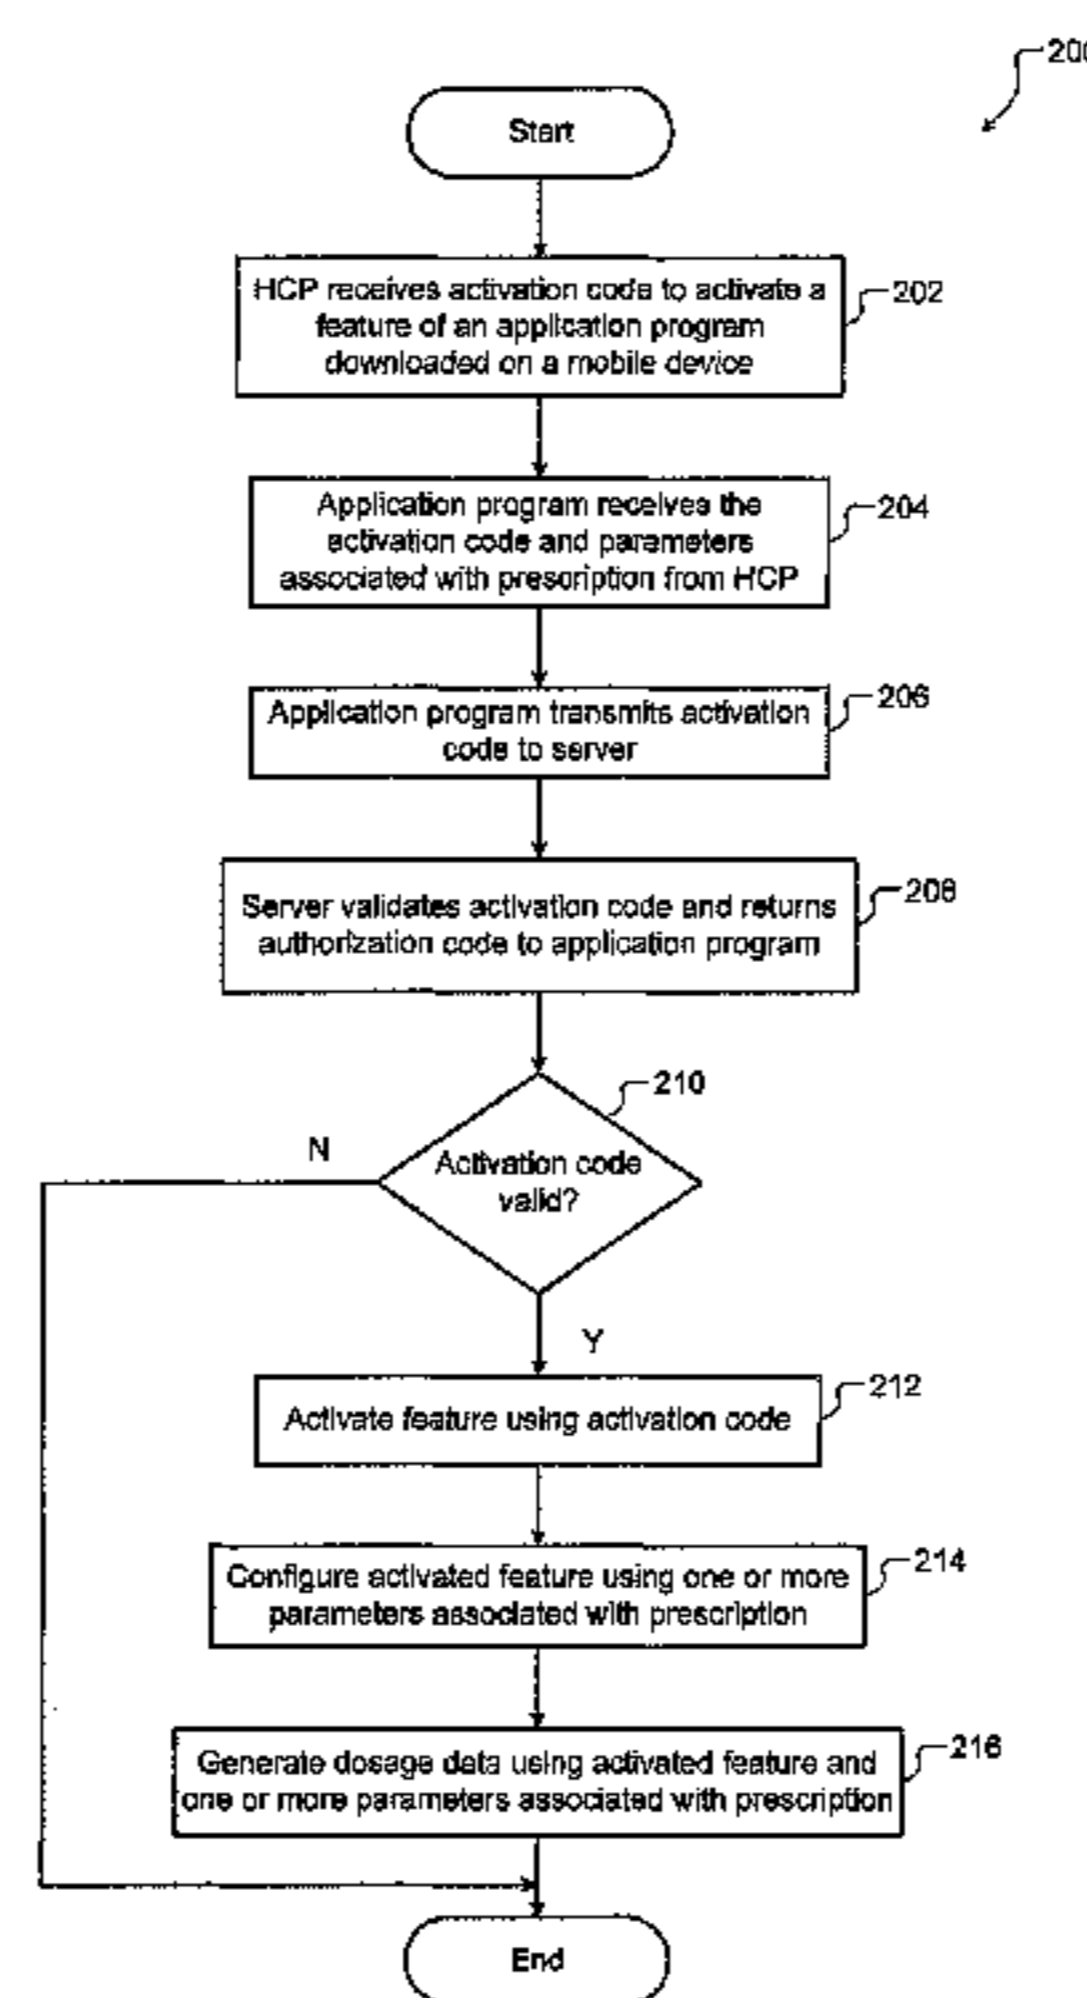 200
Start
HCP receives activation code to activate a
feature of an application program
downloaded on a mobile device
202
Application program receives the
activation code and parameters
associated with prescription from HCP
204
Application program transmits activation
code to server
206
Server validates activation code and returns
authorization code to application program
208
210
N
Activation code
valid?
Y
Activate feature using activation code
212
Configure activated feature using one or more
parameters associated with prescription
214
Generate dosage data using activated feature and
one or more parameters associated with prescription
216
End